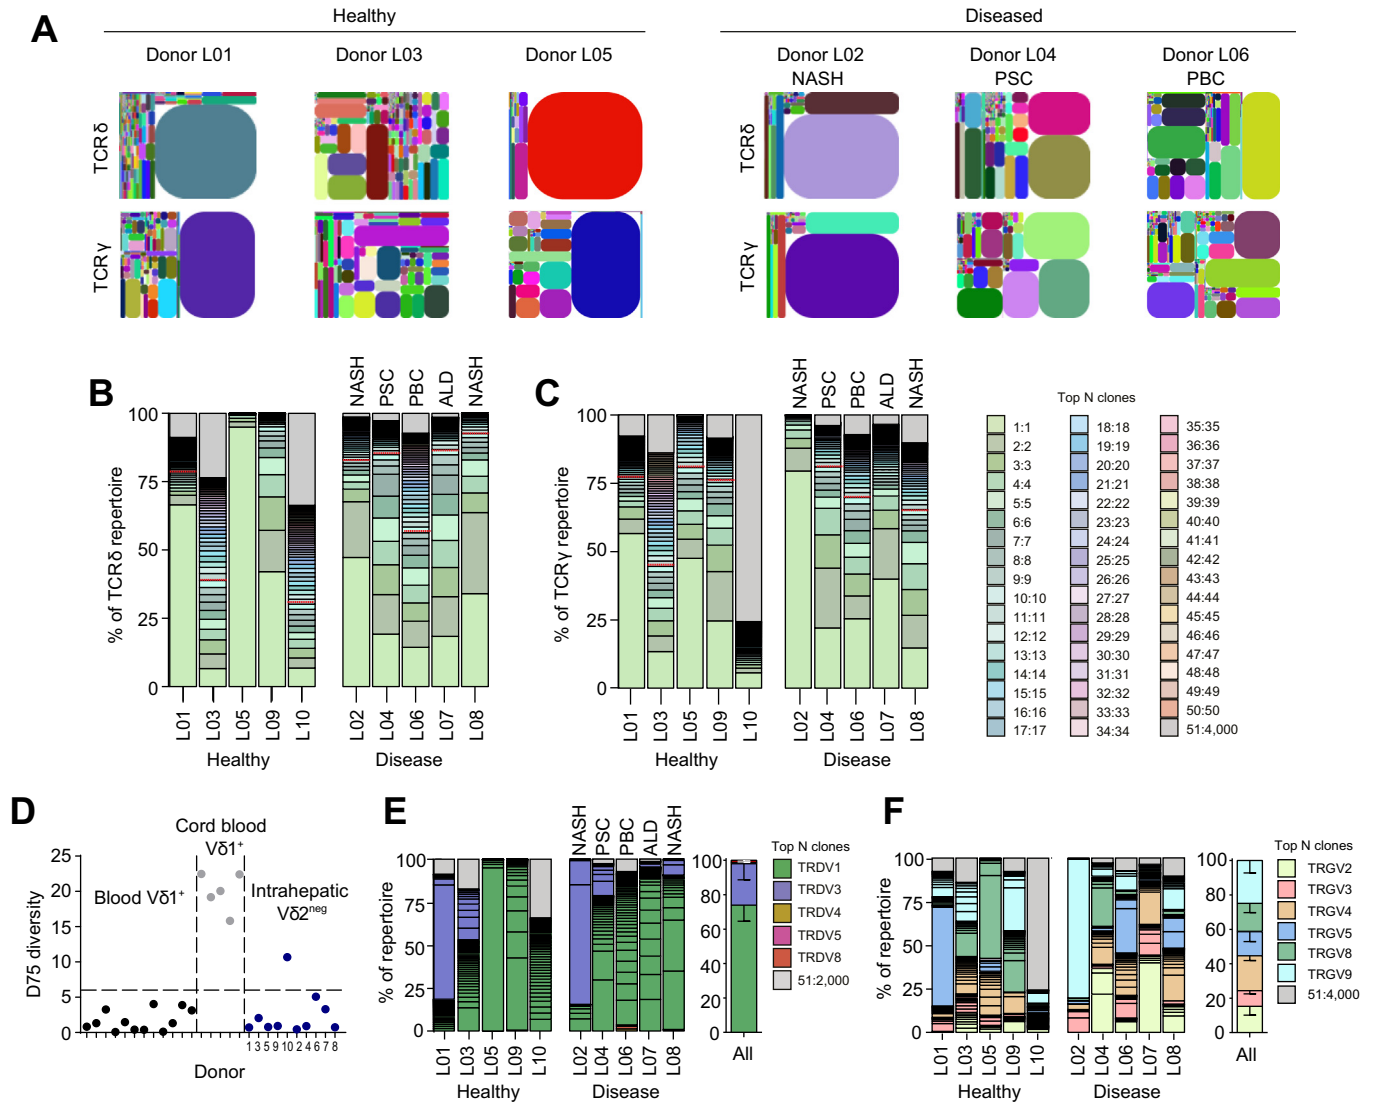 A
Healthy
Diseased
Donor L01
Donor L03
Donor L05
Donor L02
NASH
Donor L04
PSC
Donor L06
PBC
TCRδ
TCRδ
TCRγ
TCRγ
B
NASH
PSC
PBC
ALD
NASH
% of TCRδ repertoire
100
75
50
25
0
L01
L03
L05
L09
L10
L02
L04
L06
L07
L08
Healthy
Disease
C
NASH
PSC
PBC
ALD
NASH
% of TCRγ repertoire
100
75
50
25
0
L01
L03
L05
L09
L10
L02
L04
L06
L07
L08
Healthy
Disease
Top N clones
1:1
2:2
3:3
4:4
5:5
6:6
7:7
8:8
9:9
10:10
11:11
12:12
13:13
14:14
15:15
16:16
17:17
18:18
19:19
20:20
21:21
22:22
23:23
24:24
25:25
26:26
27:27
28:28
29:29
30:30
31:31
32:32
33:33
34:34
35:35
36:36
37:37
38:38
39:39
40:40
41:41
42:42
43:43
44:44
45:45
46:46
47:47
48:48
49:49
50:50
51:4,000
D
Cord blood
Vδ1+
Blood Vδ1+
Intrahepatic
Vδ2neg
D75 diversity
25
20
15
10
5
0
1 3 5 9 10 2 4 6 7 8
Donor
E
NASH
PSC
PBC
ALD
NASH
% of repertoire
100
75
50
25
0
L01
L03
L05
L09
L10
L02
L04
L06
L07
L08
Healthy
Disease
100
80
60
40
20
0
All
Top N clones
TRDV1
TRDV3
TRDV4
TRDV5
TRDV8
51:2,000
F
% of repertoire
100
75
50
25
0
L01
L03
L05
L09
L10
L02
L04
L06
L07
L08
Healthy
Disease
100
80
60
40
20
0
All
Top N clones
TRGV2
TRGV3
TRGV4
TRGV5
TRGV8
TRGV9
51:4,000